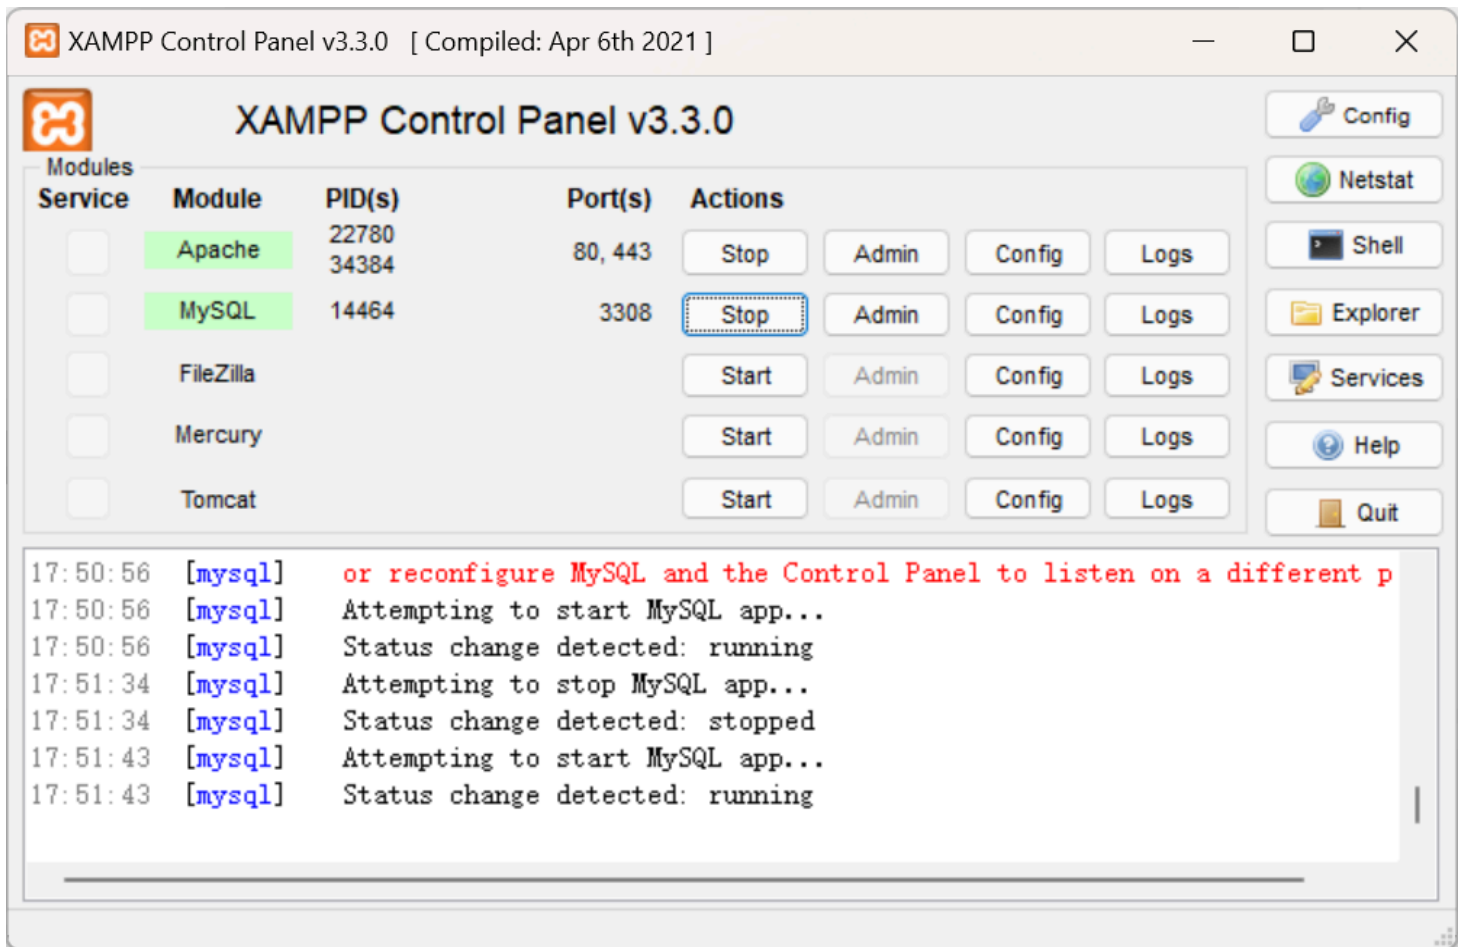 XAMPP Control Panel v3.3.0 [ Compiled: Apr 6th 2021 ]
XAMPP Control Panel v3.3.0
Config
Modules
Service Module PID(s) Port(s) Actions
Netstat
Apache 22780 34384 80, 443 Stop Admin Config Logs
Shell
MySQL 14464 3308 Stop Admin Config Logs
Explorer
FileZilla Start Admin Config Logs
Services
Mercury Start Admin Config Logs
Help
Tomcat Start Admin Config Logs
Quit
17:50:56 [mysql] or reconfigure MySQL and the Control Panel to listen on a different p
17:50:56 [mysql] Attempting to start MySQL app...
17:50:56 [mysql] Status change detected: running
17:51:34 [mysql] Attempting to stop MySQL app...
17:51:34 [mysql] Status change detected: stopped
17:51:43 [mysql] Attempting to start MySQL app...
17:51:43 [mysql] Status change detected: running